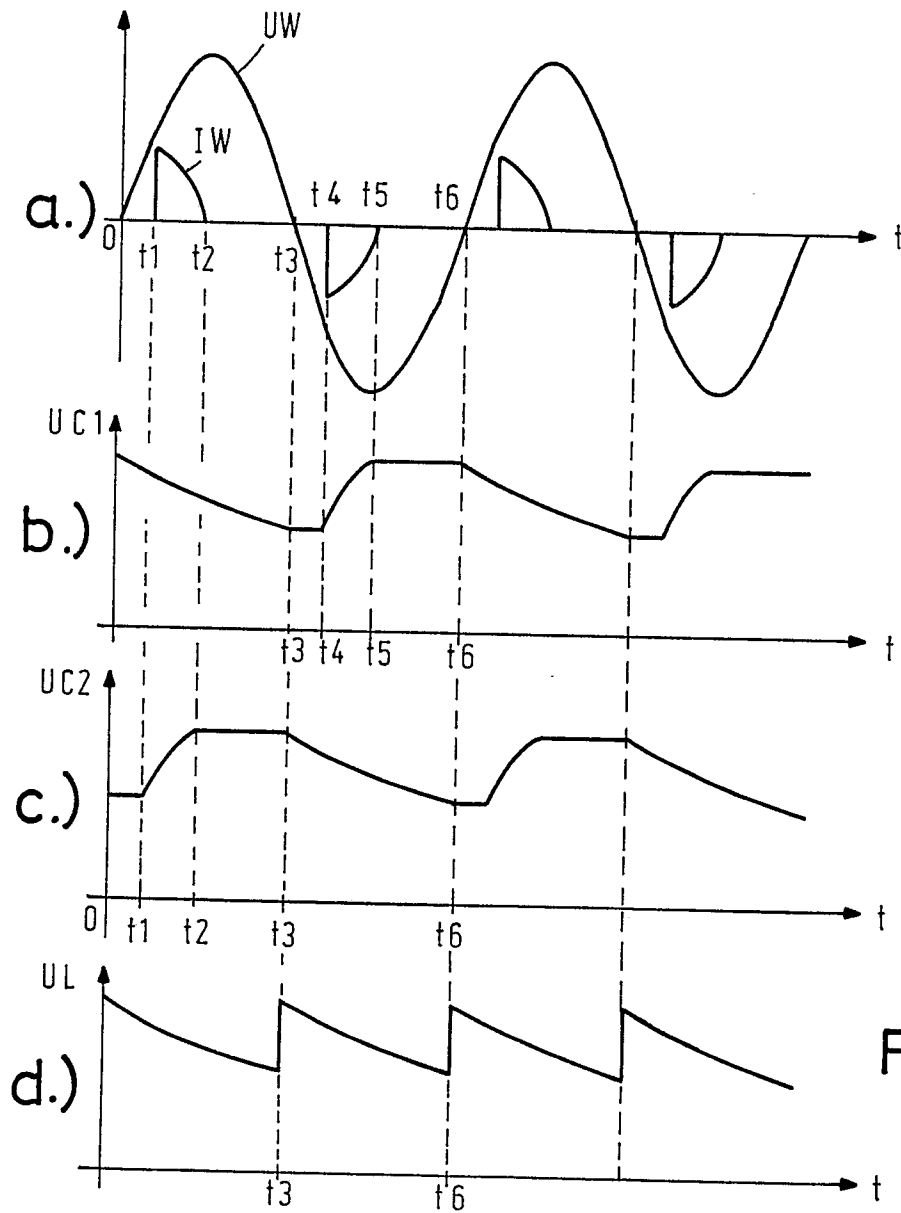 UW
IW
t4 t5 t6
a.)
0 t1 t2 t3 t
UC1
b.)
t3 t4 t5 t6 t
UC2
c.)
0 t1 t2 t3 t6 t
UL
F
d.)
t3 t6 t